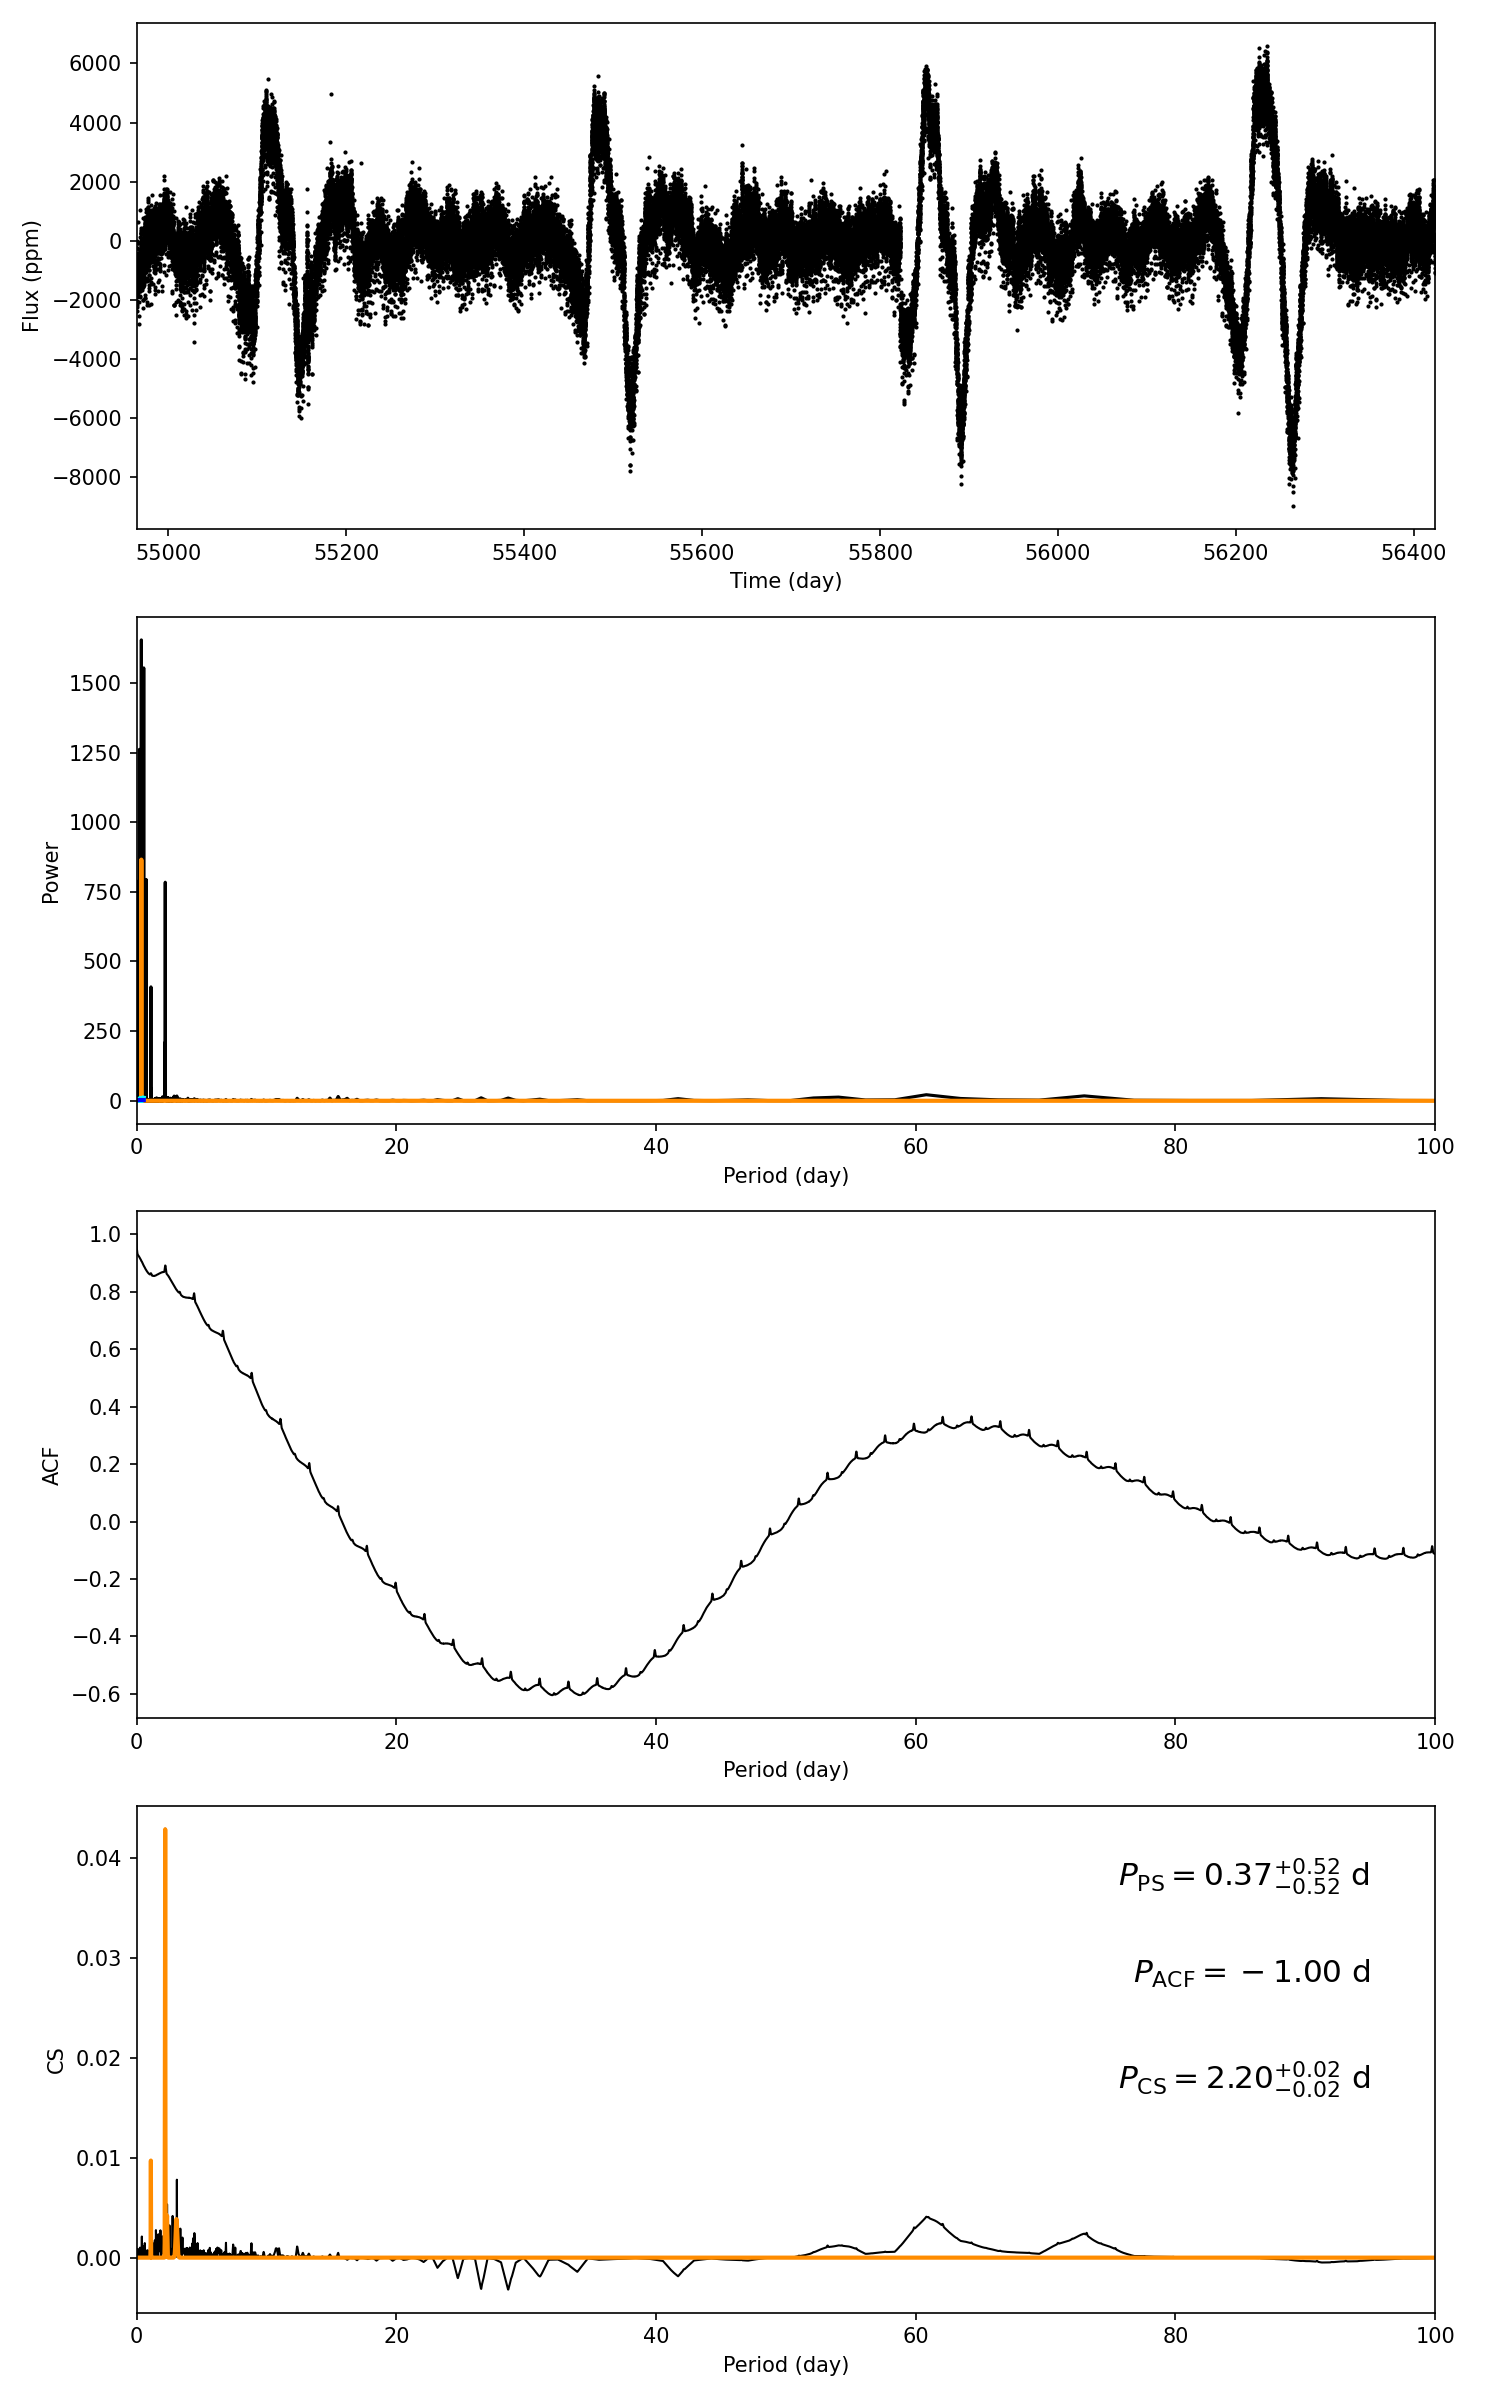 6000
4000
2000
0
−2000
−4000
−6000
−8000
Flux (ppm)
55000 55200 55400 55600 55800 56000 56200 56400
Time (day)
1500
1250
1000
750
500
250
0
Power
0 20 40 60 80 100
Period (day)
1.0
0.8
0.6
0.4
0.2
0.0
−0.2
−0.4
−0.6
ACF
0 20 40 60 80 100
Period (day)
0.04
0.03
0.02
0.01
0.00
CS
P_PS = 0.37 +0.52 −0.52 d
P_ACF = −1.00 d
P_CS = 2.20 +0.02 −0.02 d
0 20 40 60 80 100
Period (day)